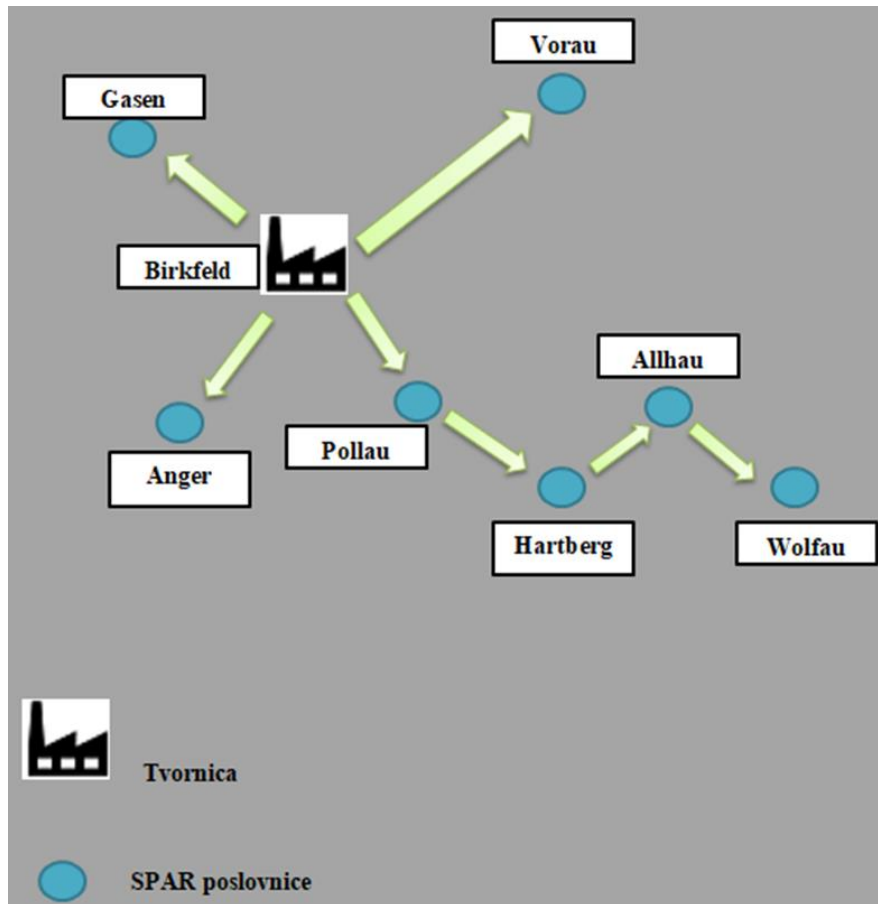 Vorau
Gasen
Birkfeld
Allhau
Pollau
Anger
Hartberg
Wolfau
Tvornica
SPAR poslovnice